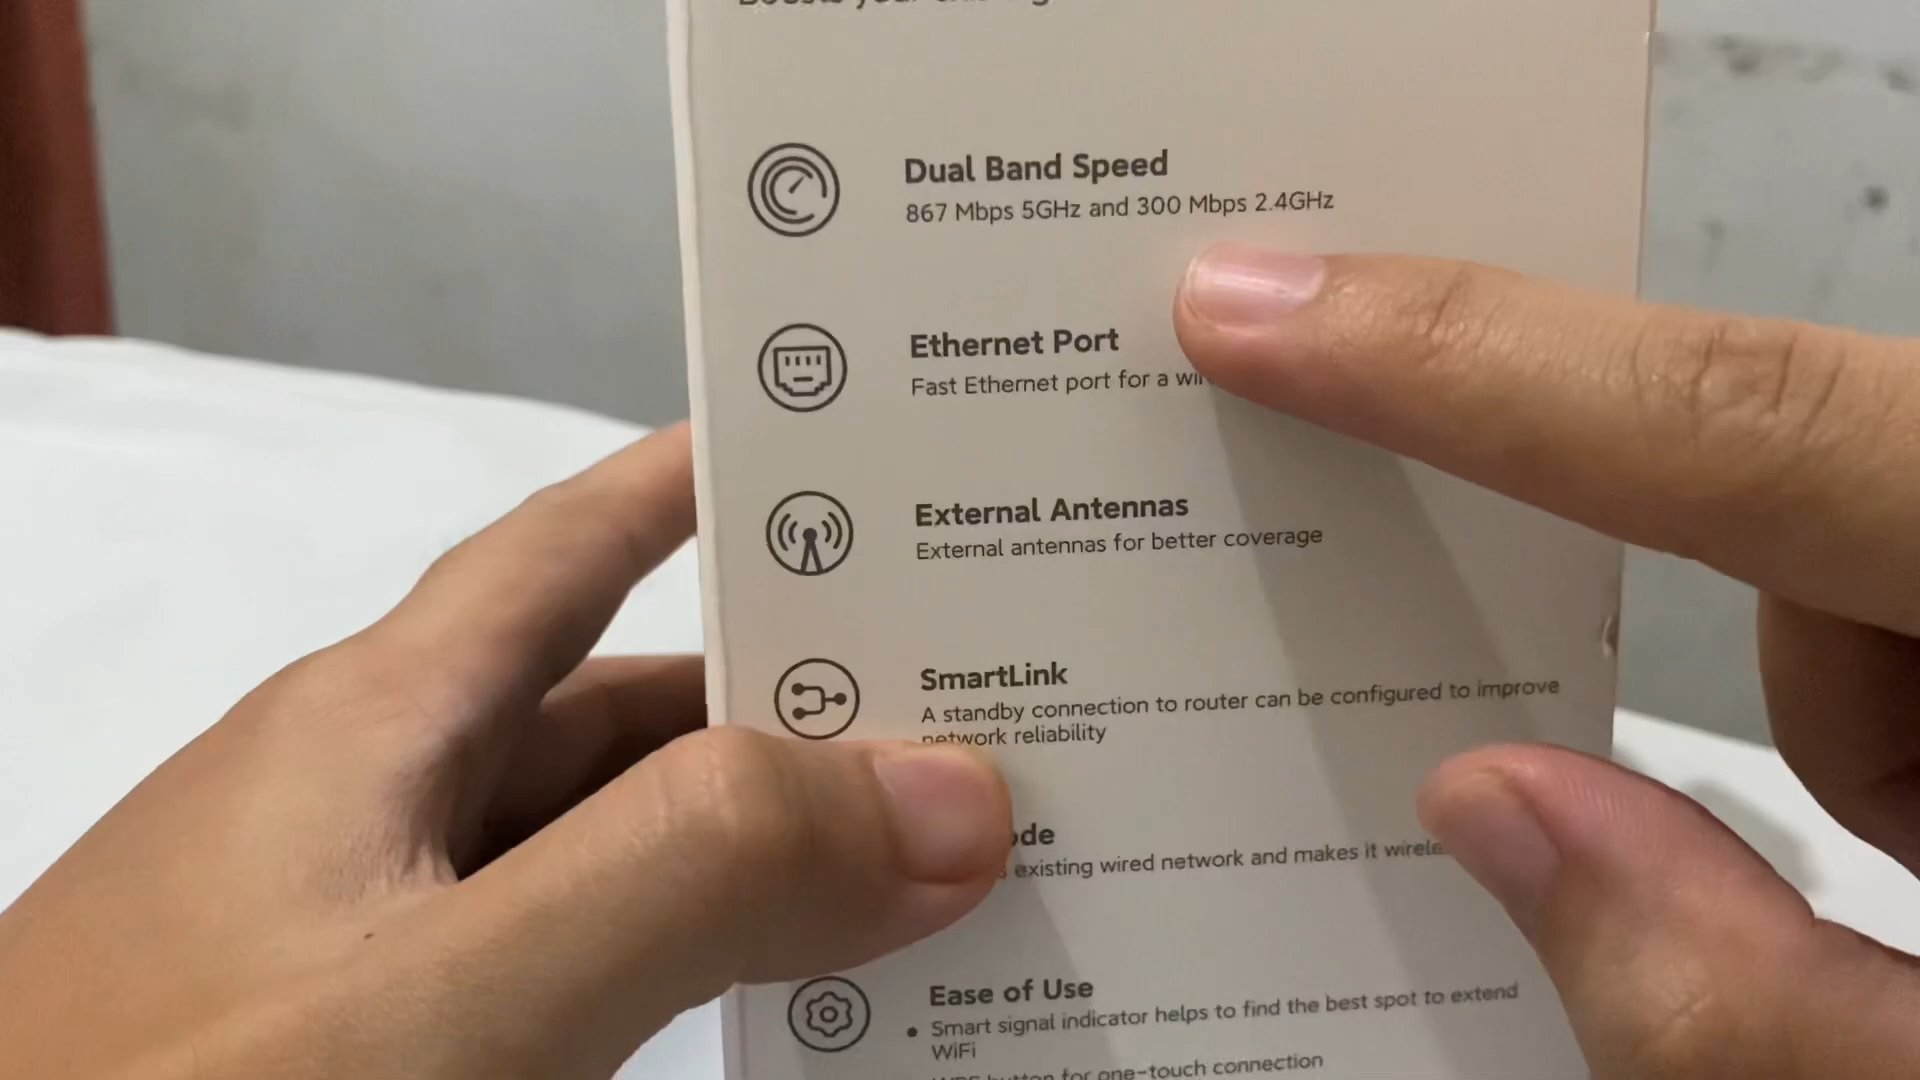 Dual Band Speed
867 Mbps 5GHz and 300 Mbps 2.4GHz
Ethernet Port
Fast Ethernet port for a
External Antennas
External antennas for better coverage
SmartLink
A standby connection to router can be configured to improve
network reliability
existing wired network and makes it
Ease of Use
• Smart signal indicator helps to find the best spot to extend
WiFi
button for one-touch connection